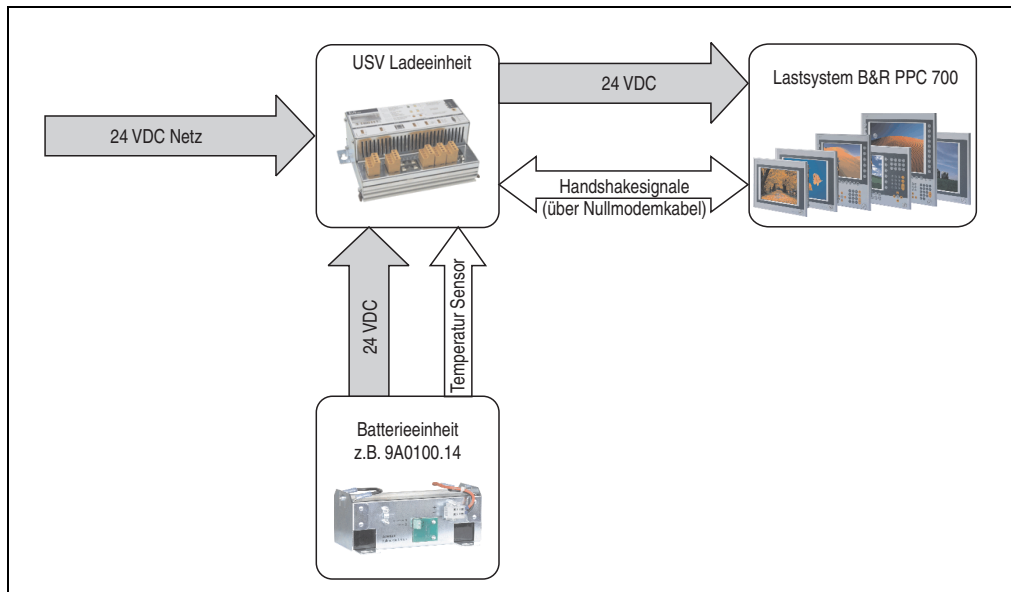 USV Ladeeinheit
Lastsystem B&R PPC 700
24 VDC
24 VDC Netz
Handshakesignale
(über Nullmodemkabel)
24 VDC
Temperatur Sensor
Batterieeinheit
z.B. 9A0100.14